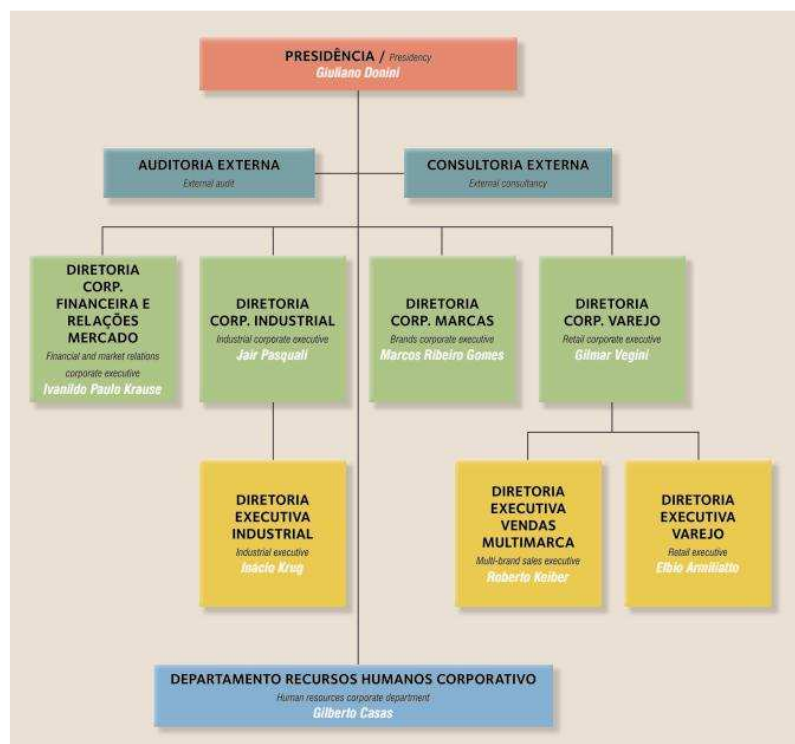 PRESIDÊNCIA / Presidency
Giuliano Donini
AUDITORIA EXTERNA
External audit
CONSULTORIA EXTERNA
External consultancy
DIRETORIA
CORP.
FINANCEIRA E
RELAÇÕES
MERCADO
Financial and market relations
corporate executive
Ivanildo Paulo Krause
DIRETORIA
CORP. INDUSTRIAL
Industrial corporate executive
Jair Pasquali
DIRETORIA
CORP. MARCAS
Brands corporate executive
Marcos Ribeiro Gomes
DIRETORIA
CORP. VAREJO
Retail corporate executive
Gilmar Vegini
DIRETORIA
EXECUTIVA
INDUSTRIAL
Industrial executive
Inácio Krug
DIRETORIA
EXECUTIVA
VENDAS
MULTIMARCA
Multi-brand sales executive
Roberto Keiber
DIRETORIA
EXECUTIVA
VAREJO
Retail executive
Elbio Armiliatto
DEPARTAMENTO RECURSOS HUMANOS CORPORATIVO
Human resources corporate department
Gilberto Casas